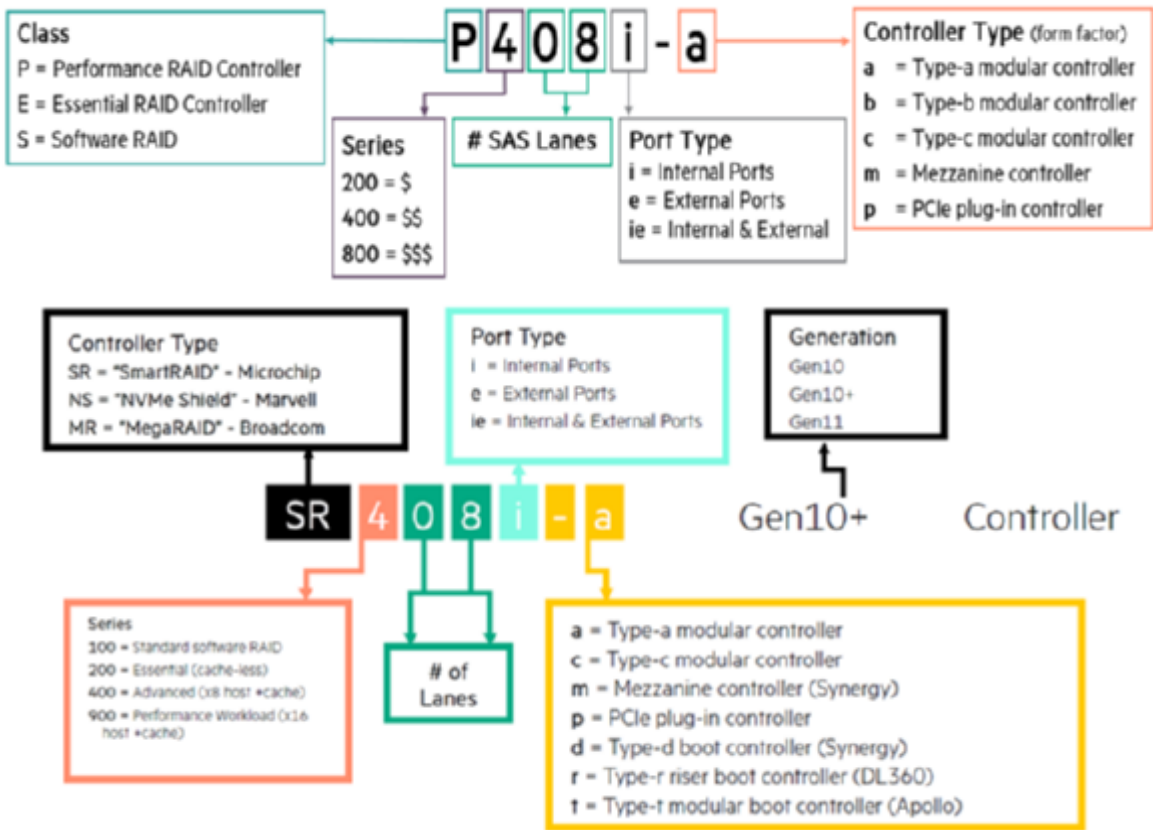 P408i-a
Class
P = Performance RAID Controller
E = Essential RAID Controller
S = Software RAID
Series
200 = $
400 = $$
800 = $$$
# SAS Lanes
Port Type
i = Internal Ports
e = External Ports
ie = Internal & External
Controller Type (form factor)
a = Type-a modular controller
b = Type-b modular controller
c = Type-c modular controller
m = Mezzanine controller
p = PCIe plug-in controller
Controller Type
SR = "SmartRAID" - Microchip
NS = "NVMe Shield" - Marvell
MR = "MegaRAID" - Broadcom
Port Type
i = Internal Ports
e = External Ports
ie = Internal & External Ports
Generation
Gen10
Gen10+
Gen11
SR 4 0 8 i - a Gen10+ Controller
Series
100 = Standard software RAID
200 = Essential (cache-less)
400 = Advanced (x8 host +cache)
900 = Performance Workload (x16
host +cache)
# of
Lanes
a = Type-a modular controller
c = Type-c modular controller
m = Mezzanine controller (Synergy)
p = PCIe plug-in controller
d = Type-d boot controller (Synergy)
r = Type-r riser boot controller (DL360)
t = Type-t modular boot controller (Apollo)